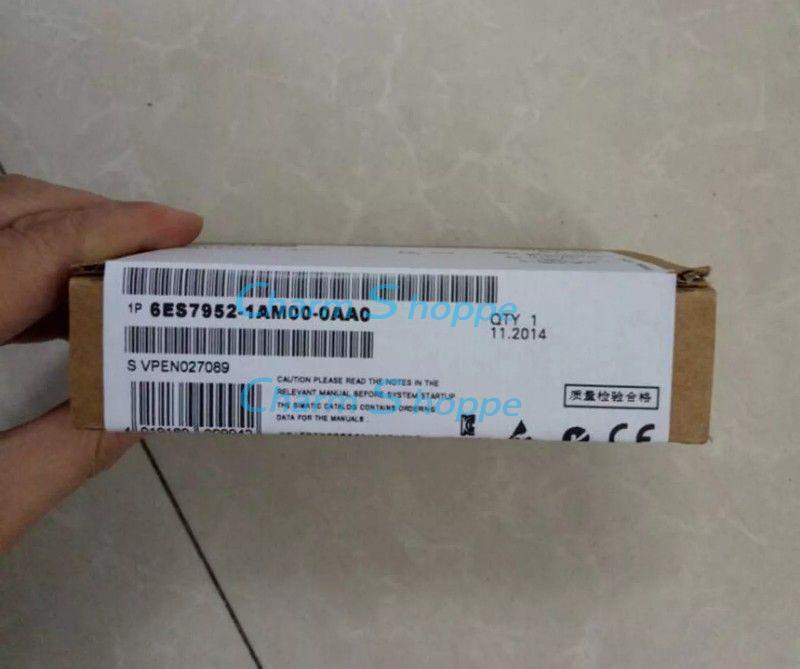 1P 6ES7952-1AM00-0AA0
QTY 1
11.2014
S VPEN027089
CAUTION PLEASE READ THE NOTES IN THE
RELEVANT MANUAL BEFORE SYSTEM STARTUP
THE SIMATIC CATALOG CONTAINS ORDERING
DATA FOR THE MANUALS
质量检验合格
CE
Charm Shoppe
Charm Shoppe